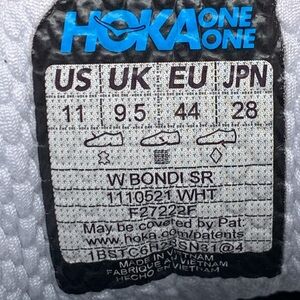 HOKA ONE ONE
US UK EU JPN
11 9.5 44 28
W BONDI SR
1110521 WHT
F27222F
May be covered by Pat:
www.hoka.com/patents
MADE IN VIETNAM
FABRIQUÉ AU VIETNAM
HECHO EN VIETNAM